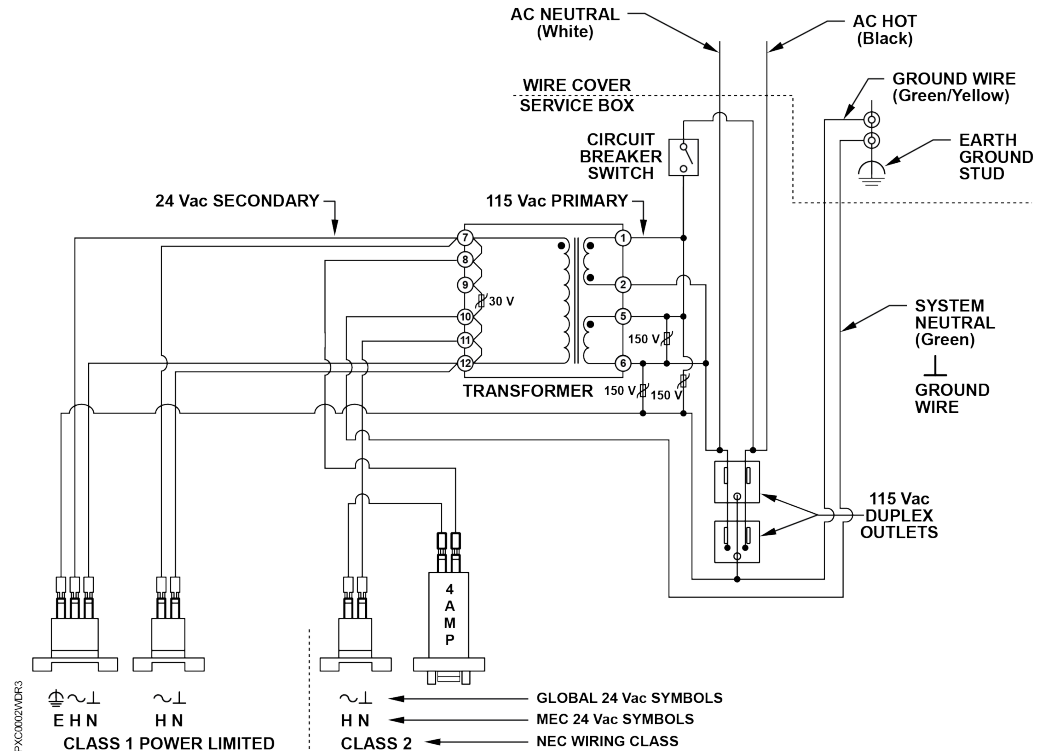 AC NEUTRAL
(White)
AC HOT
(Black)
WIRE COVER
SERVICE BOX
GROUND WIRE
(Green/Yellow)
CIRCUIT
BREAKER
SWITCH
EARTH
GROUND
STUD
24 Vac SECONDARY
115 Vac PRIMARY
7
8
9
10
11
12
30 V
1
2
5
6
150 V
150 V
150 V
TRANSFORMER
SYSTEM
NEUTRAL
(Green)
GROUND
WIRE
115 Vac
DUPLEX
OUTLETS
4
A
M
P
E H N
H N
H N
CLASS 1 POWER LIMITED
CLASS 2
GLOBAL 24 Vac SYMBOLS
MEC 24 Vac SYMBOLS
NEC WIRING CLASS
PXC0002WDR3